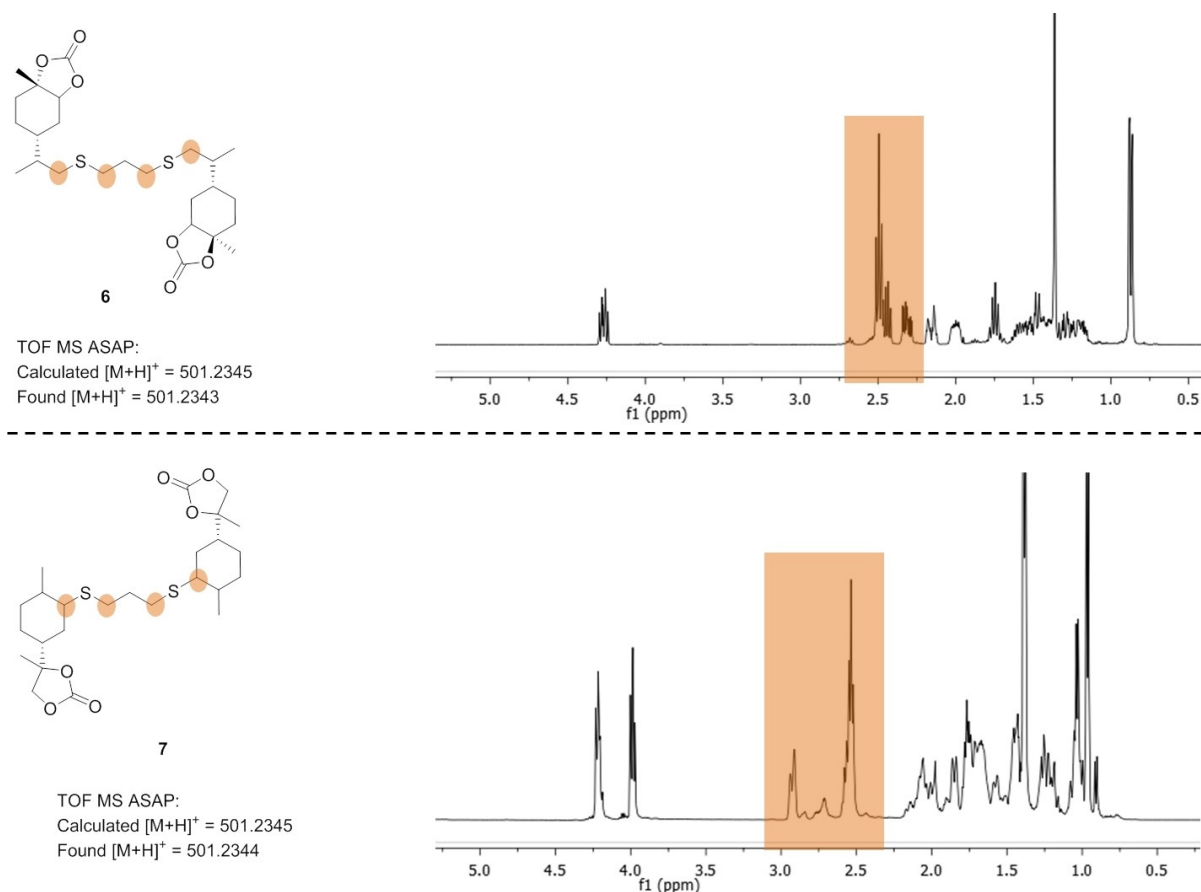 O
O
O
S
S
O
O
O
6
TOF MS ASAP:
Calculated [M+H]+ = 501.2345
Found [M+H]+ = 501.2343
5.0 4.5 4.0 3.5 3.0 2.5 2.0 1.5 1.0 0.5
f1 (ppm)
O
O
O
S
S
O
O
O
7
TOF MS ASAP:
Calculated [M+H]+ = 501.2345
Found [M+H]+ = 501.2344
5.0 4.5 4.0 3.5 3.0 2.5 2.0 1.5 1.0 0.5
f1 (ppm)